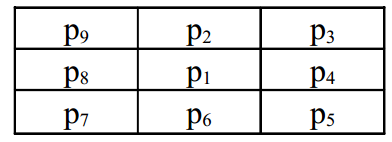 p₉ p₂ p₃
p₈ p₁ p₄
p₇ p₆ p₅